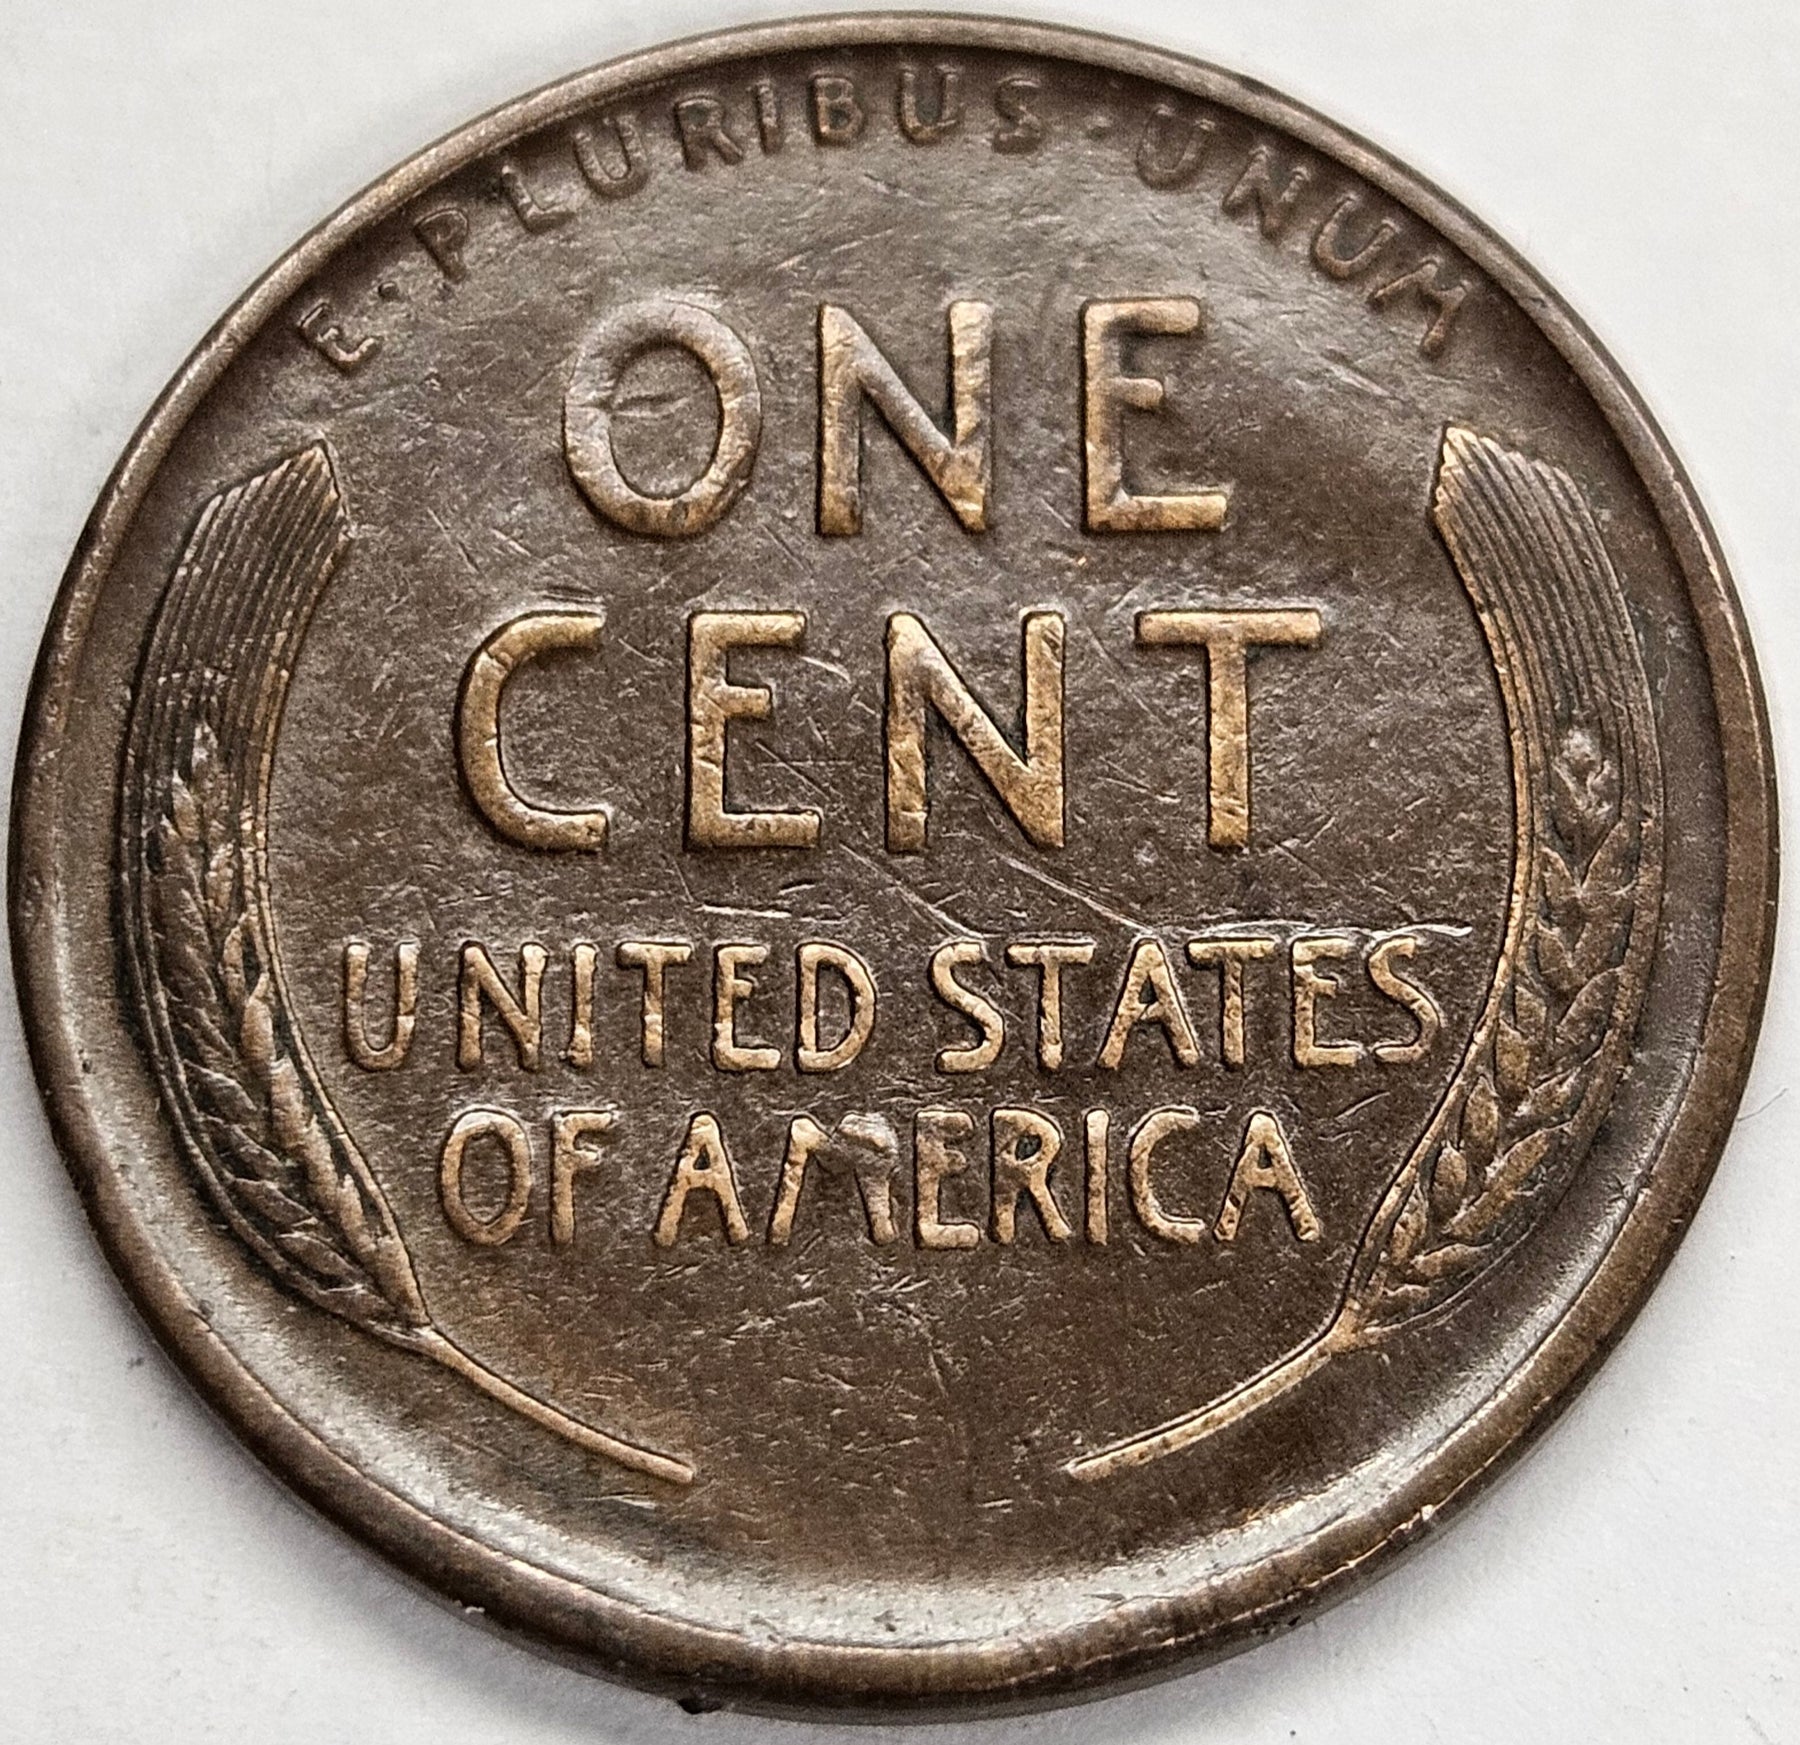 E·PLURIBUS·UNUM
ONE
CENT
UNITED STATES
OF AMERICA